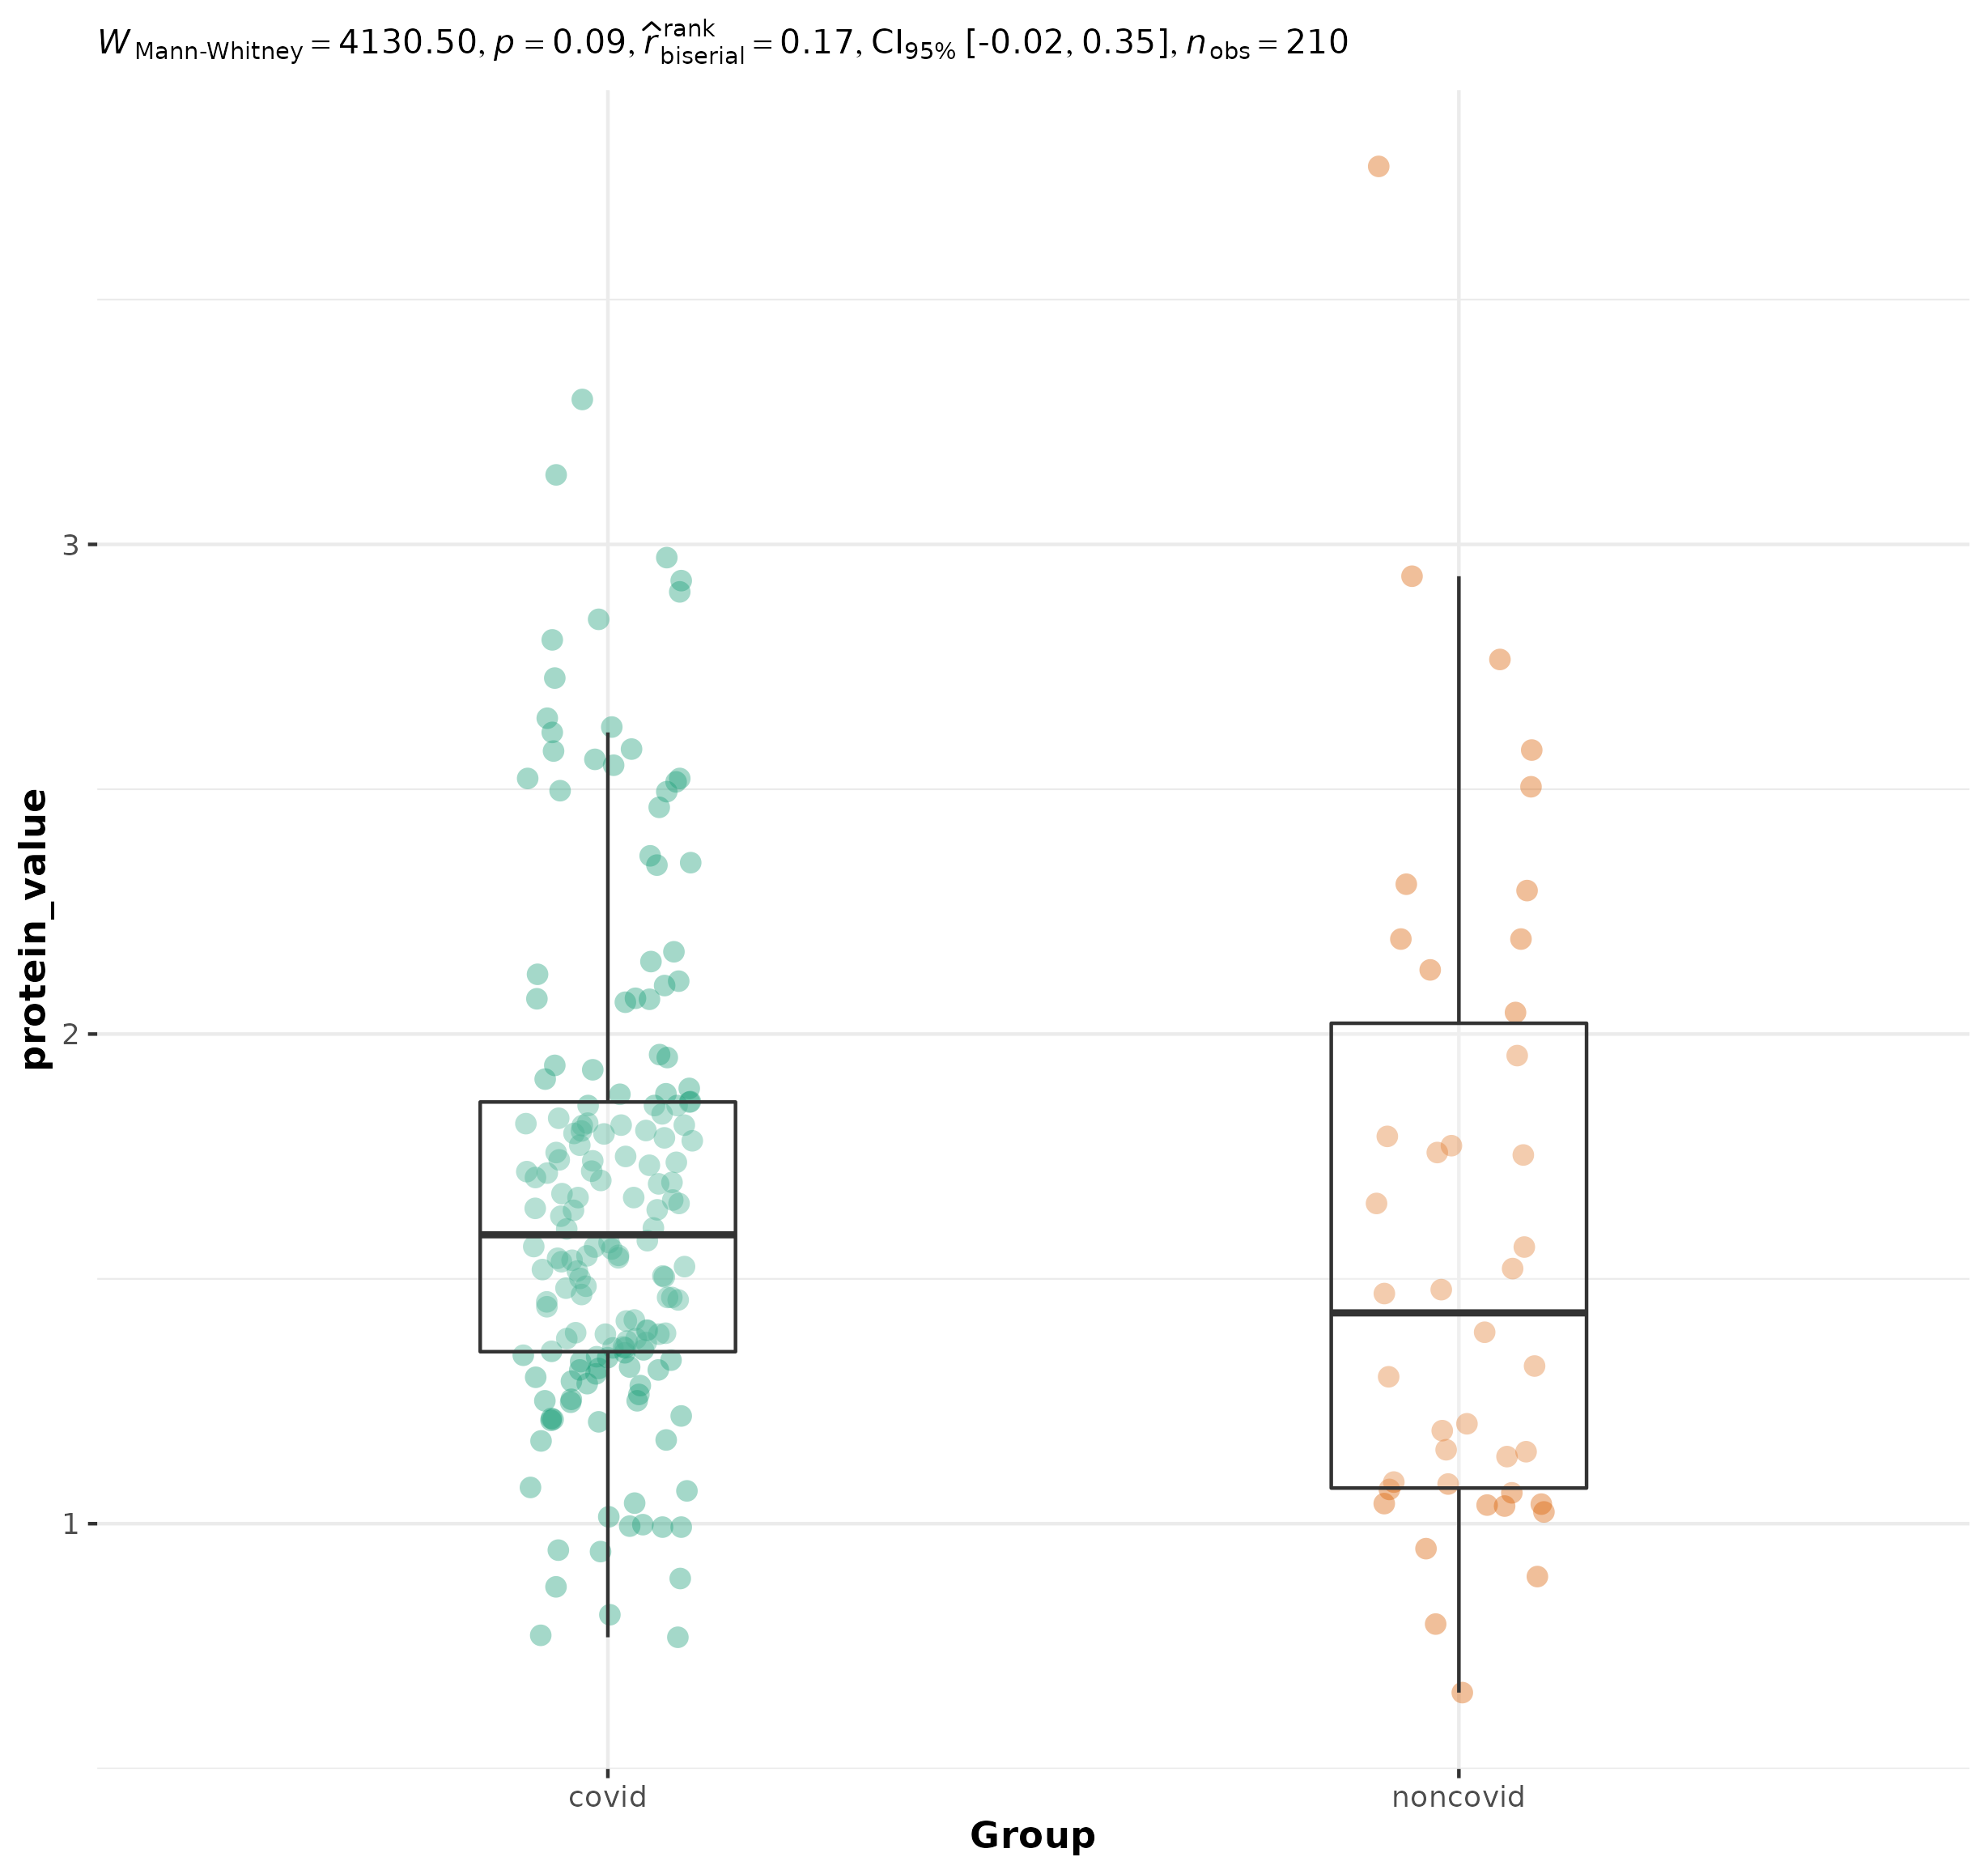 W Mann-Whitney = 4130.50, p = 0.09, r̂ rank biserial = 0.17, CI95% [-0.02, 0.35], nobs = 210
protein_value
3
2
1
covid noncovid
Group